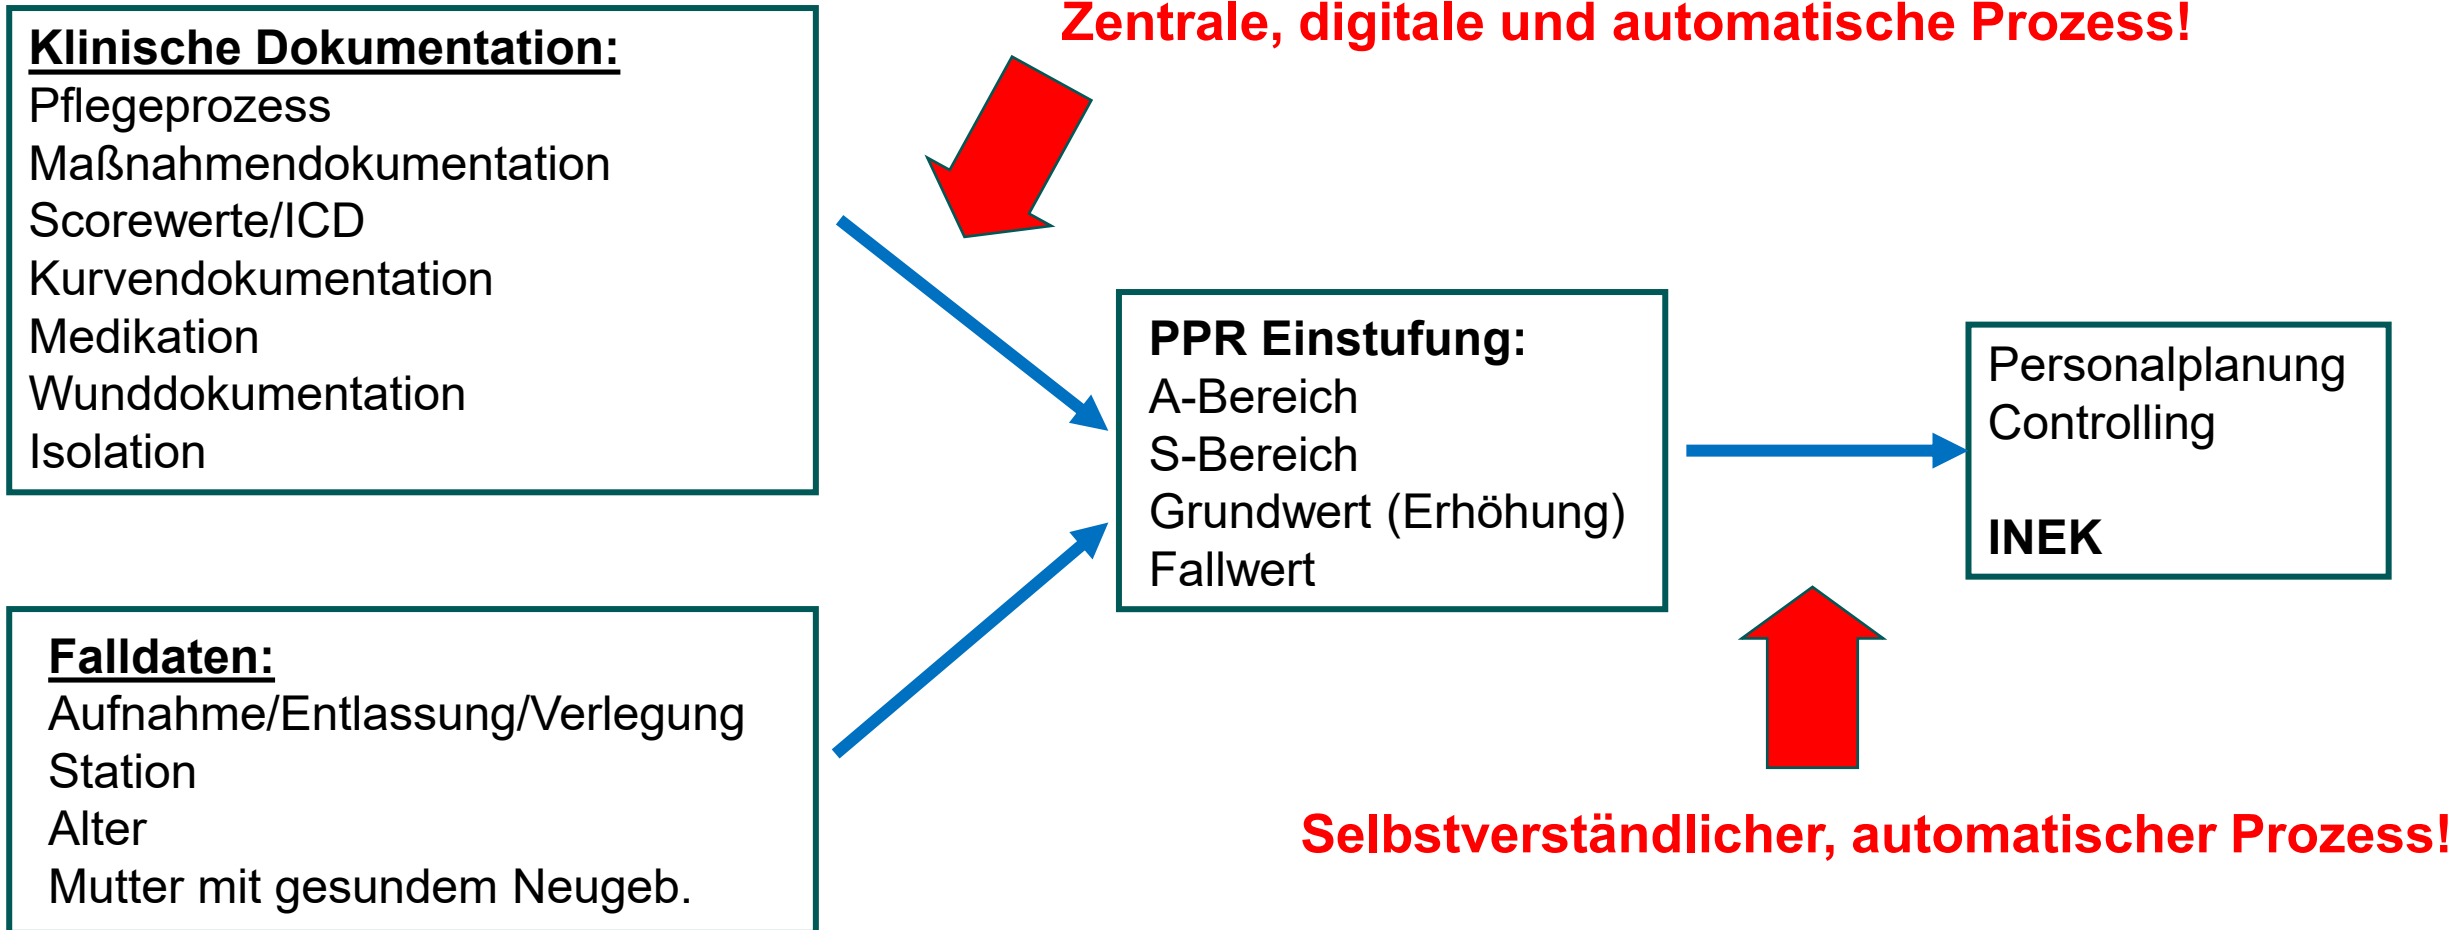 Zentrale, digitale und automatische Prozess!
Klinische Dokumentation:
Pflegeprozess
Maßnahmendokumentation
Scorewerte/ICD
Kurvendokumentation
Medikation
Wunddokumentation
Isolation
PPR Einstufung:
A-Bereich
S-Bereich
Grundwert (Erhöhung)
Fallwert
Personalplanung
Controlling
INEK
Falldaten:
Aufnahme/Entlassung/Verlegung
Station
Alter
Mutter mit gesundem Neugeb.
Selbstverständlicher, automatischer Prozess!